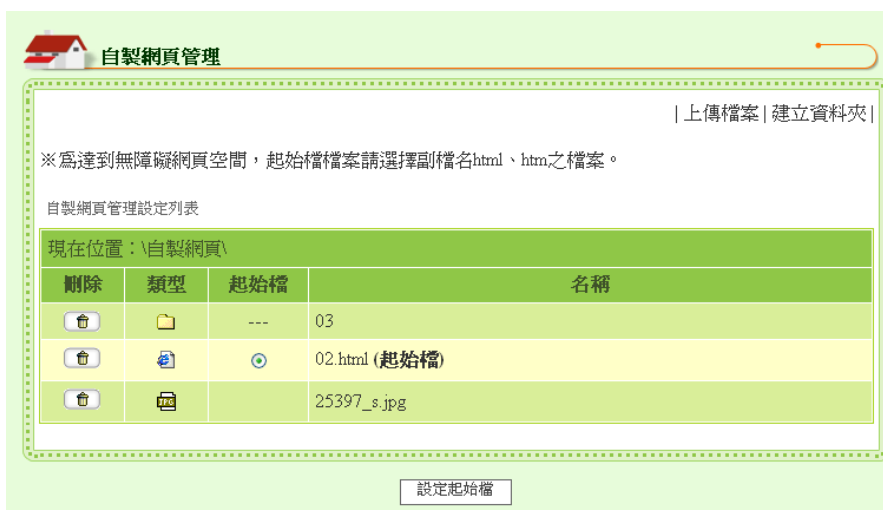 自製網頁管理
|上傳檔案|建立資料夾|
※為達到無障礙網頁空間，起始檔檔案請選擇副檔名html、htm之檔案。
自製網頁管理設定列表
現在位置：\自製網頁\
刪除 類型 起始檔 名稱
--- 03
02.html (起始檔)
25397_s.jpg
設定起始檔